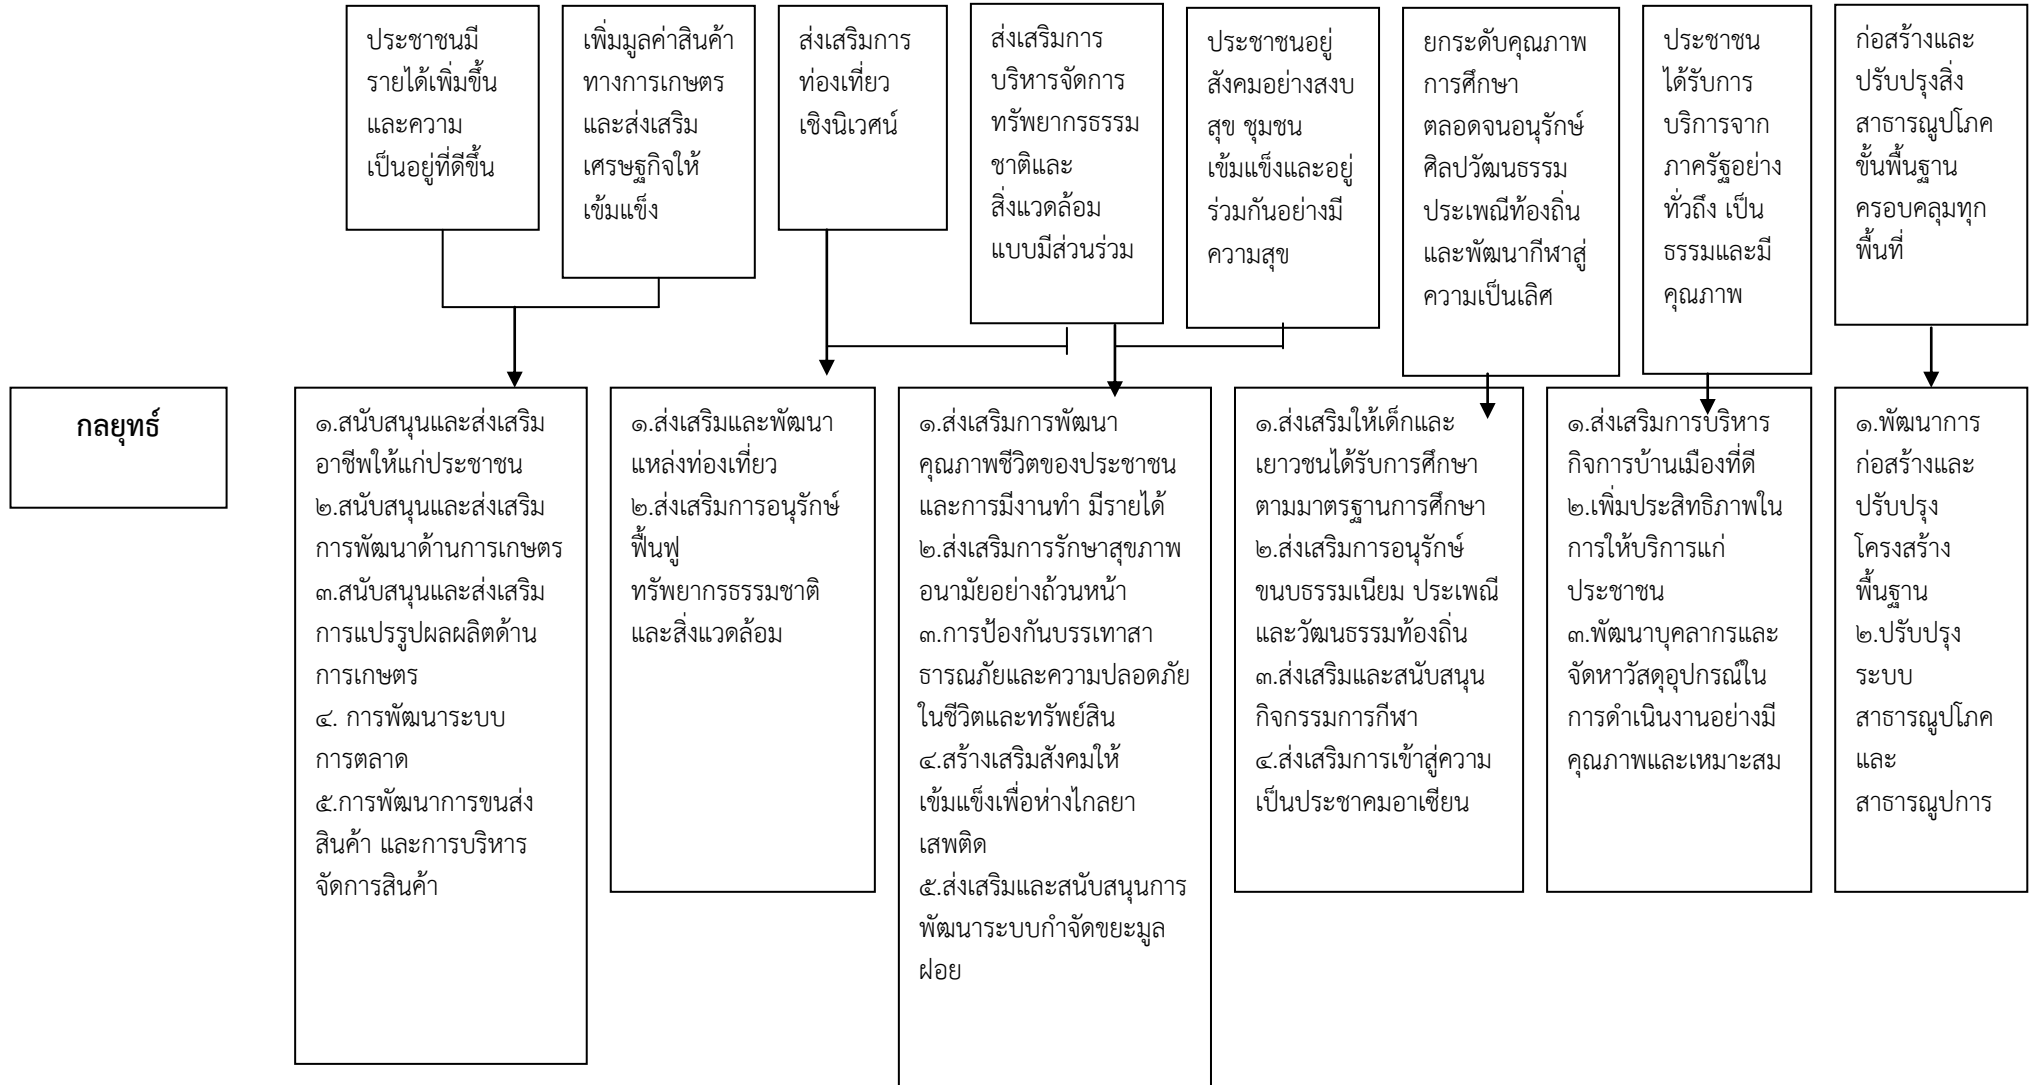 ประชาชนมี
รายได้เพิ่มขึ้น
และความ
เป็นอยู่ที่ดีขึ้น
เพิ่มมูลค่าสินค้า
ทางการเกษตร
และส่งเสริม
เศรษฐกิจให้
เข้มแข็ง
ส่งเสริมการ
ท่องเที่ยว
เชิงนิเวศน์
ส่งเสริมการ
บริหารจัดการ
ทรัพยากรธรรม
ชาติและ
สิ่งแวดล้อม
แบบมีส่วนร่วม
ประชาชนอยู่
สังคมอย่างสงบ
สุข ชุมชน
เข้มแข็งและอยู่
ร่วมกันอย่างมี
ความสุข
ยกระดับคุณภาพ
การศึกษา
ตลอดจนอนุรักษ์
ศิลปวัฒนธรรม
ประเพณีท้องถิ่น
และพัฒนากีฬาสู่
ความเป็นเลิศ
ประชาชน
ได้รับการ
บริการจาก
ภาครัฐอย่าง
ทั่วถึง เป็น
ธรรมและมี
คุณภาพ
ก่อสร้างและ
ปรับปรุงสิ่ง
สาธารณูปโภค
ขั้นพื้นฐาน
ครอบคลุมทุก
พื้นที่
กลยุทธ์
๑.สนับสนุนและส่งเสริม
อาชีพให้แก่ประชาชน
๒.สนับสนุนและส่งเสริม
การพัฒนาด้านการเกษตร
๓.สนับสนุนและส่งเสริม
การแปรรูปผลผลิตด้าน
การเกษตร
๔. การพัฒนาระบบ
การตลาด
๕.การพัฒนาการขนส่ง
สินค้า และการบริหาร
จัดการสินค้า
๑.ส่งเสริมและพัฒนา
แหล่งท่องเที่ยว
๒.ส่งเสริมการอนุรักษ์
ฟื้นฟู
ทรัพยากรธรรมชาติ
และสิ่งแวดล้อม
๑.ส่งเสริมการพัฒนา
คุณภาพชีวิตของประชาชน
และการมีงานทำ มีรายได้
๒.ส่งเสริมการรักษาสุขภาพ
อนามัยอย่างถ้วนหน้า
๓.การป้องกันบรรเทาสา
ธารณภัยและความปลอดภัย
ในชีวิตและทรัพย์สิน
๔.สร้างเสริมสังคมให้
เข้มแข็งเพื่อห่างไกลยา
เสพติด
๕.ส่งเสริมและสนับสนุนการ
พัฒนาระบบกำจัดขยะมูล
ฝอย
๑.ส่งเสริมให้เด็กและ
เยาวชนได้รับการศึกษา
ตามมาตรฐานการศึกษา
๒.ส่งเสริมการอนุรักษ์
ขนบธรรมเนียม ประเพณี
และวัฒนธรรมท้องถิ่น
๓.ส่งเสริมและสนับสนุน
กิจกรรมการกีฬา
๔.ส่งเสริมการเข้าสู่ความ
เป็นประชาคมอาเซียน
๑.ส่งเสริมการบริหาร
กิจการบ้านเมืองที่ดี
๒.เพิ่มประสิทธิภาพใน
การให้บริการแก่
ประชาชน
๓.พัฒนาบุคลากรและ
จัดหาวัสดุอุปกรณ์ใน
การดำเนินงานอย่างมี
คุณภาพและเหมาะสม
๑.พัฒนาการ
ก่อสร้างและ
ปรับปรุง
โครงสร้าง
พื้นฐาน
๒.ปรับปรุง
ระบบ
สาธารณูปโภค
และ
สาธารณูปการ